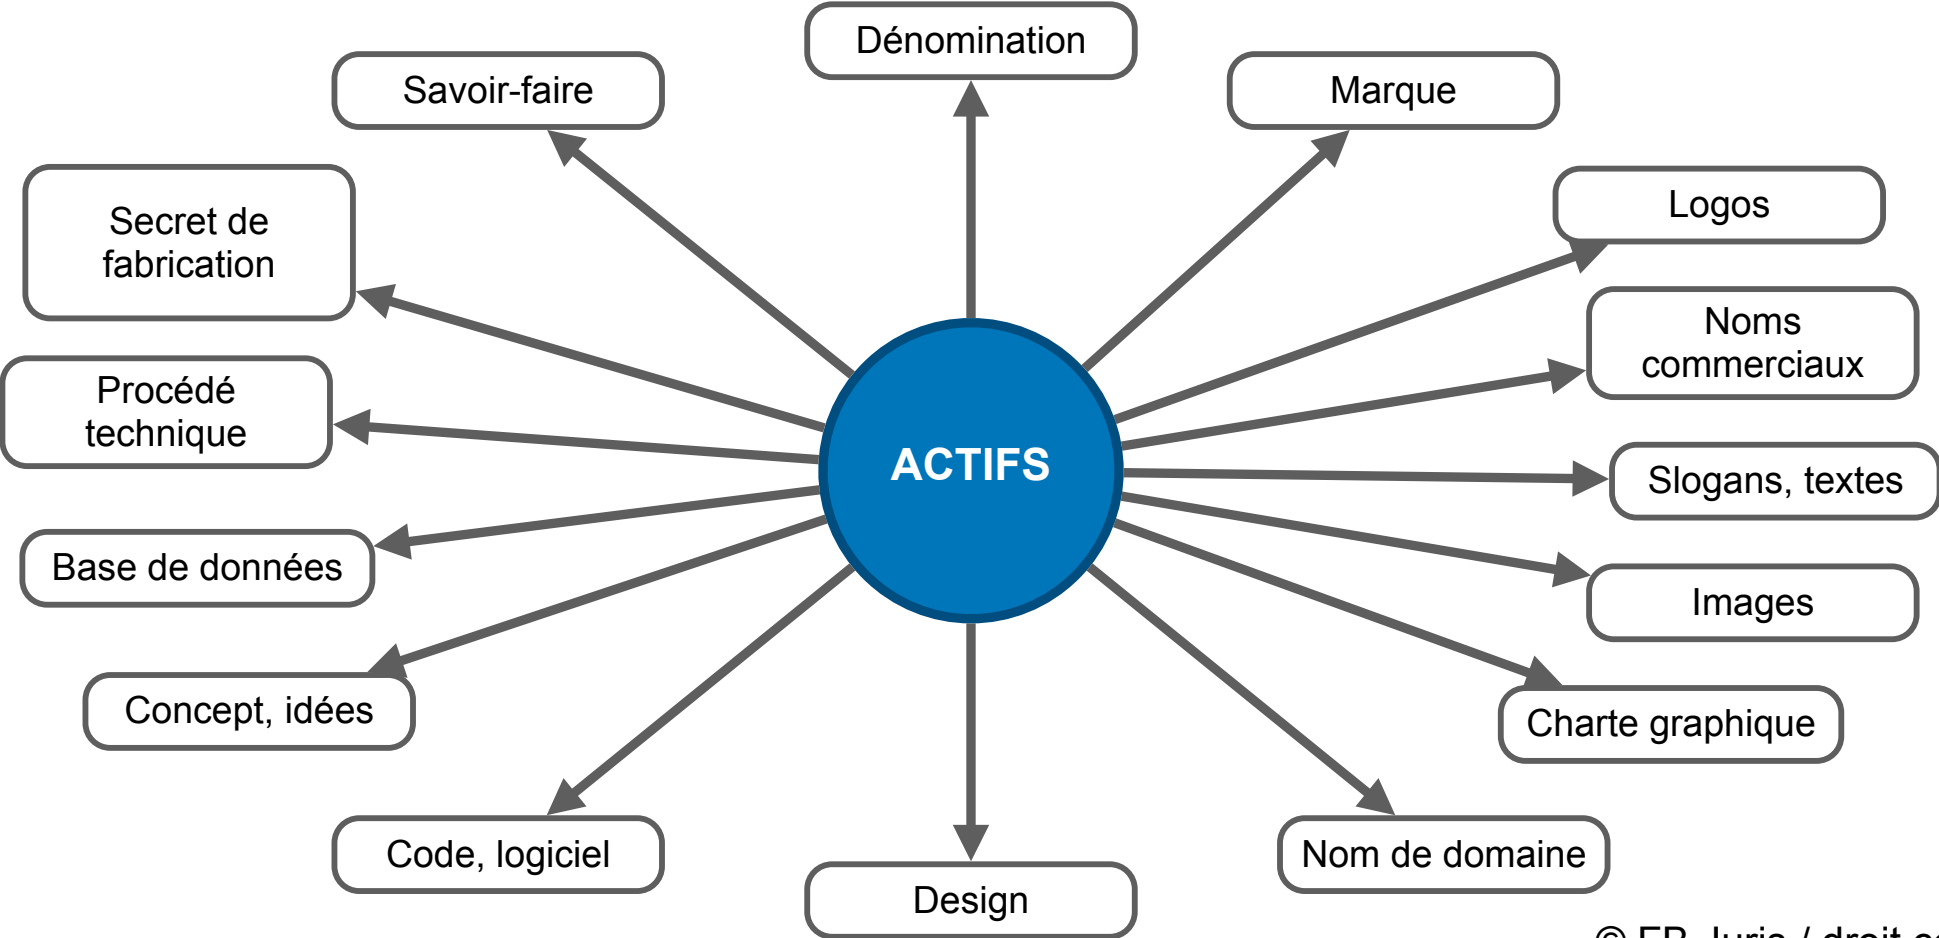 Dénomination
Savoir-faire
Marque
Secret de
fabrication
Logos
Noms
commerciaux
Procédé
technique
ACTIFS
Slogans, textes
Base de données
Images
Concept, idées
Charte graphique
Code, logiciel
Nom de domaine
Design